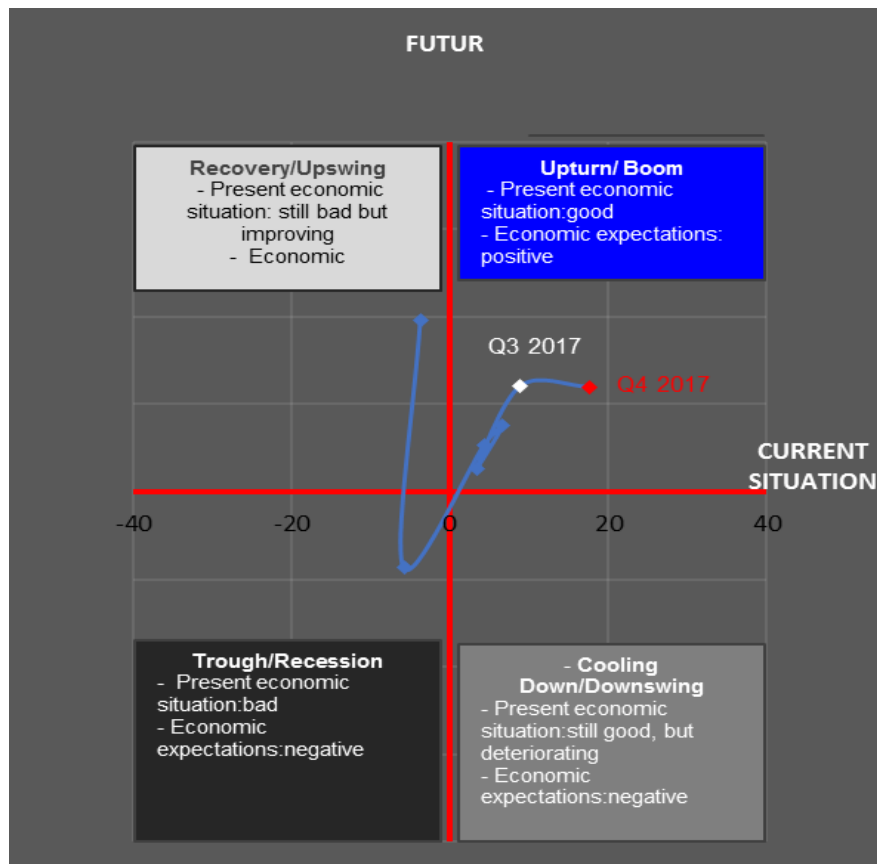 FUTUR
Recovery/Upswing
- Present economic
situation: still bad but
improving
- Economic
Upturn/ Boom
- Present economic
situation:good
- Economic expectations:
positive
Q3 2017
Q4 2017
CURRENT
SITUATION
-40
-20
0
20
40
Trough/Recession
- Present economic
situation:bad
- Economic
expectations:negative
- Cooling
Down/Downswing
- Present economic
situation:still good, but
deteriorating
- Economic
expectations:negative